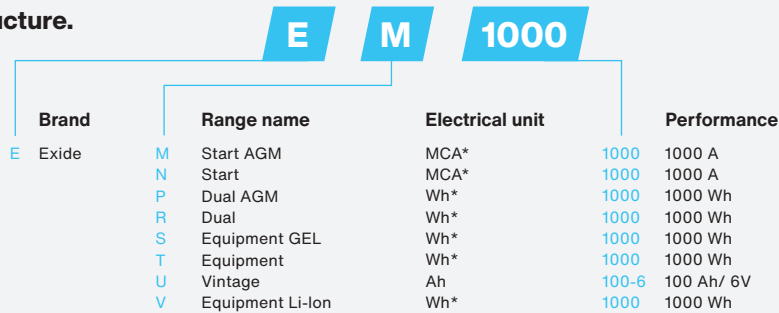 ucture.
E M 1000
Brand Range name Electrical unit Performance
E Exide M Start AGM MCA* 1000 1000 A
N Start MCA* 1000 1000 A
P Dual AGM Wh* 1000 1000 Wh
R Dual Wh* 1000 1000 Wh
S Equipment GEL Wh* 1000 1000 Wh
T Equipment Wh* 1000 1000 Wh
U Vintage Ah 100-6 100 Ah/ 6V
V Equipment Li-Ion Wh* 1000 1000 Wh